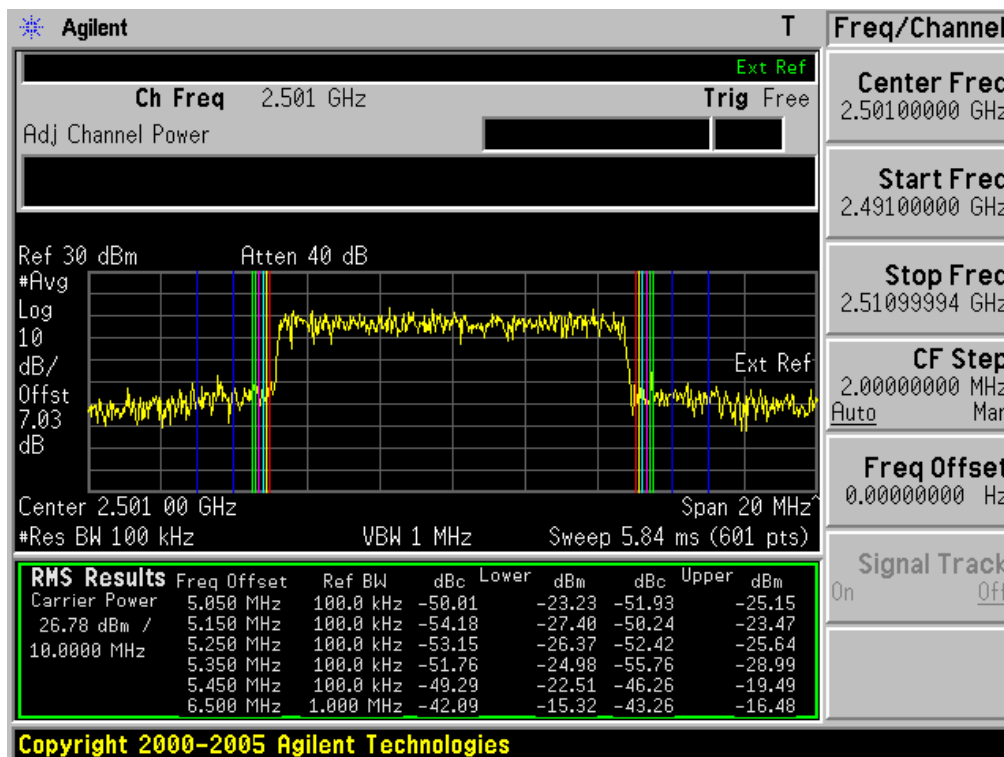 Agilent
T
Freq/Channel
Ext Ref
Ch Freq 2.501 GHz
Trig Free
Adj Channel Power
Center Freq
2.50100000 GHz
Start Freq
2.49100000 GHz
Stop Freq
2.51099994 GHz
CF Step
2.00000000 MHz
Auto Man
Freq Offset
0.00000000 Hz
Signal Track
On Off
Ref 30 dBm Atten 40 dB
#Avg
Log
10
dB/
Offst
7.03
dB
Ext Ref
Center 2.501 00 GHz Span 20 MHz^
#Res BW 100 kHz VBW 1 MHz Sweep 5.84 ms (601 pts)
RMS Results Freq Offset Ref BW dBc Lower dBm dBc Upper dBm
Carrier Power 5.050 MHz 100.0 kHz -50.01 -23.23 -51.93 -25.15
26.78 dBm / 5.150 MHz 100.0 kHz -54.18 -27.40 -50.24 -23.47
10.0000 MHz 5.250 MHz 100.0 kHz -53.15 -26.37 -52.42 -25.64
5.350 MHz 100.0 kHz -51.76 -24.98 -55.76 -28.99
5.450 MHz 100.0 kHz -49.29 -22.51 -46.26 -19.49
6.500 MHz 1.000 MHz -42.09 -15.32 -43.26 -16.48
Copyright 2000-2005 Agilent Technologies